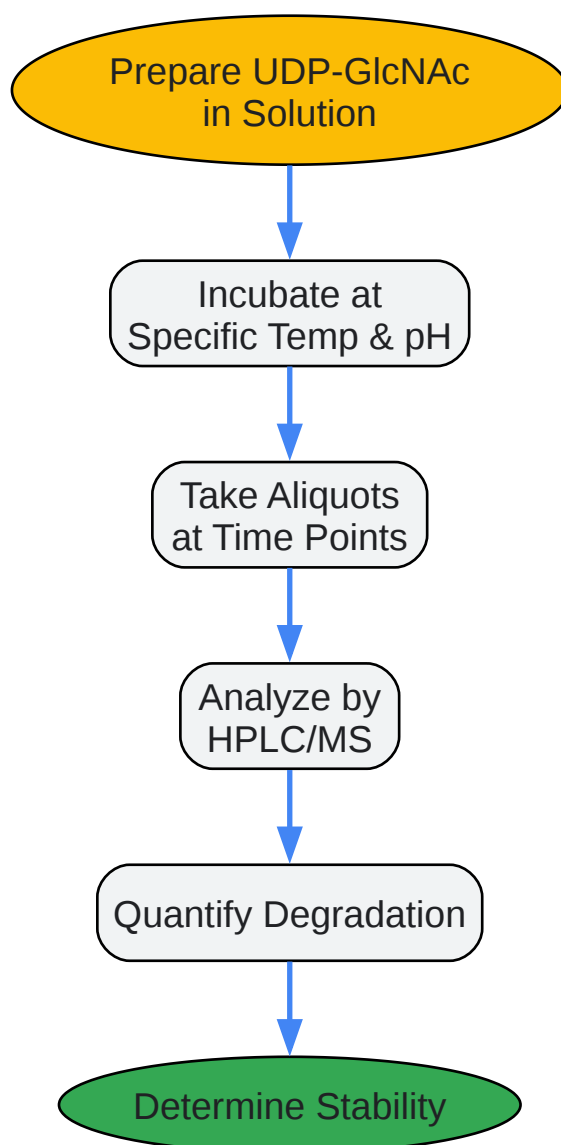 Prepare UDP-GlcNAc
in Solution
Incubate at
Specific Temp & pH
Take Aliquots
at Time Points
Analyze by
HPLC/MS
Quantify Degradation
Determine Stability